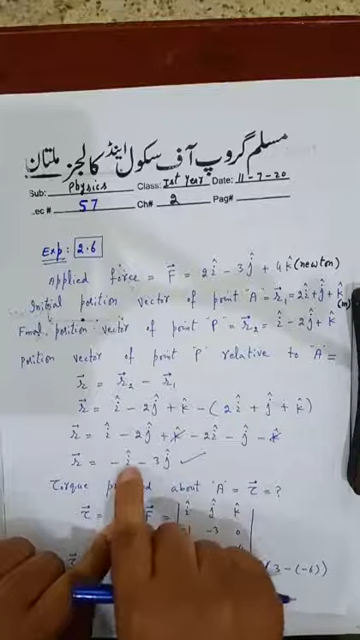 مسلم گروپ آف سکول اینڈ کالجز ملتان
Sub: Physics Class: Ist Year Date: 11-7-20
Lec # 57 Ch# 2 Pag#
Exp: 2.6
Applied force = F⃗ = 2î − 3ĵ + 4k̂ (newton)
Initial position vector of point "A" = r⃗₁ = 2î + ĵ + k̂ (m)
Final position vector of point "P" = r⃗₂ = î − 2ĵ + k̂
position vector of point "P" relative to "A" =
r⃗ = r⃗₂ − r⃗₁
r⃗ = î − 2ĵ + k̂ − (2î + ĵ + k̂)
r⃗ = î − 2ĵ + k̂ − 2î − ĵ − k̂
r⃗ = − î − 3ĵ ✓
Torque about "A" = τ⃗ = ?
τ⃗ = F⃗ = | î ĵ k̂ |
-1 -3 0
(3 − (−6))